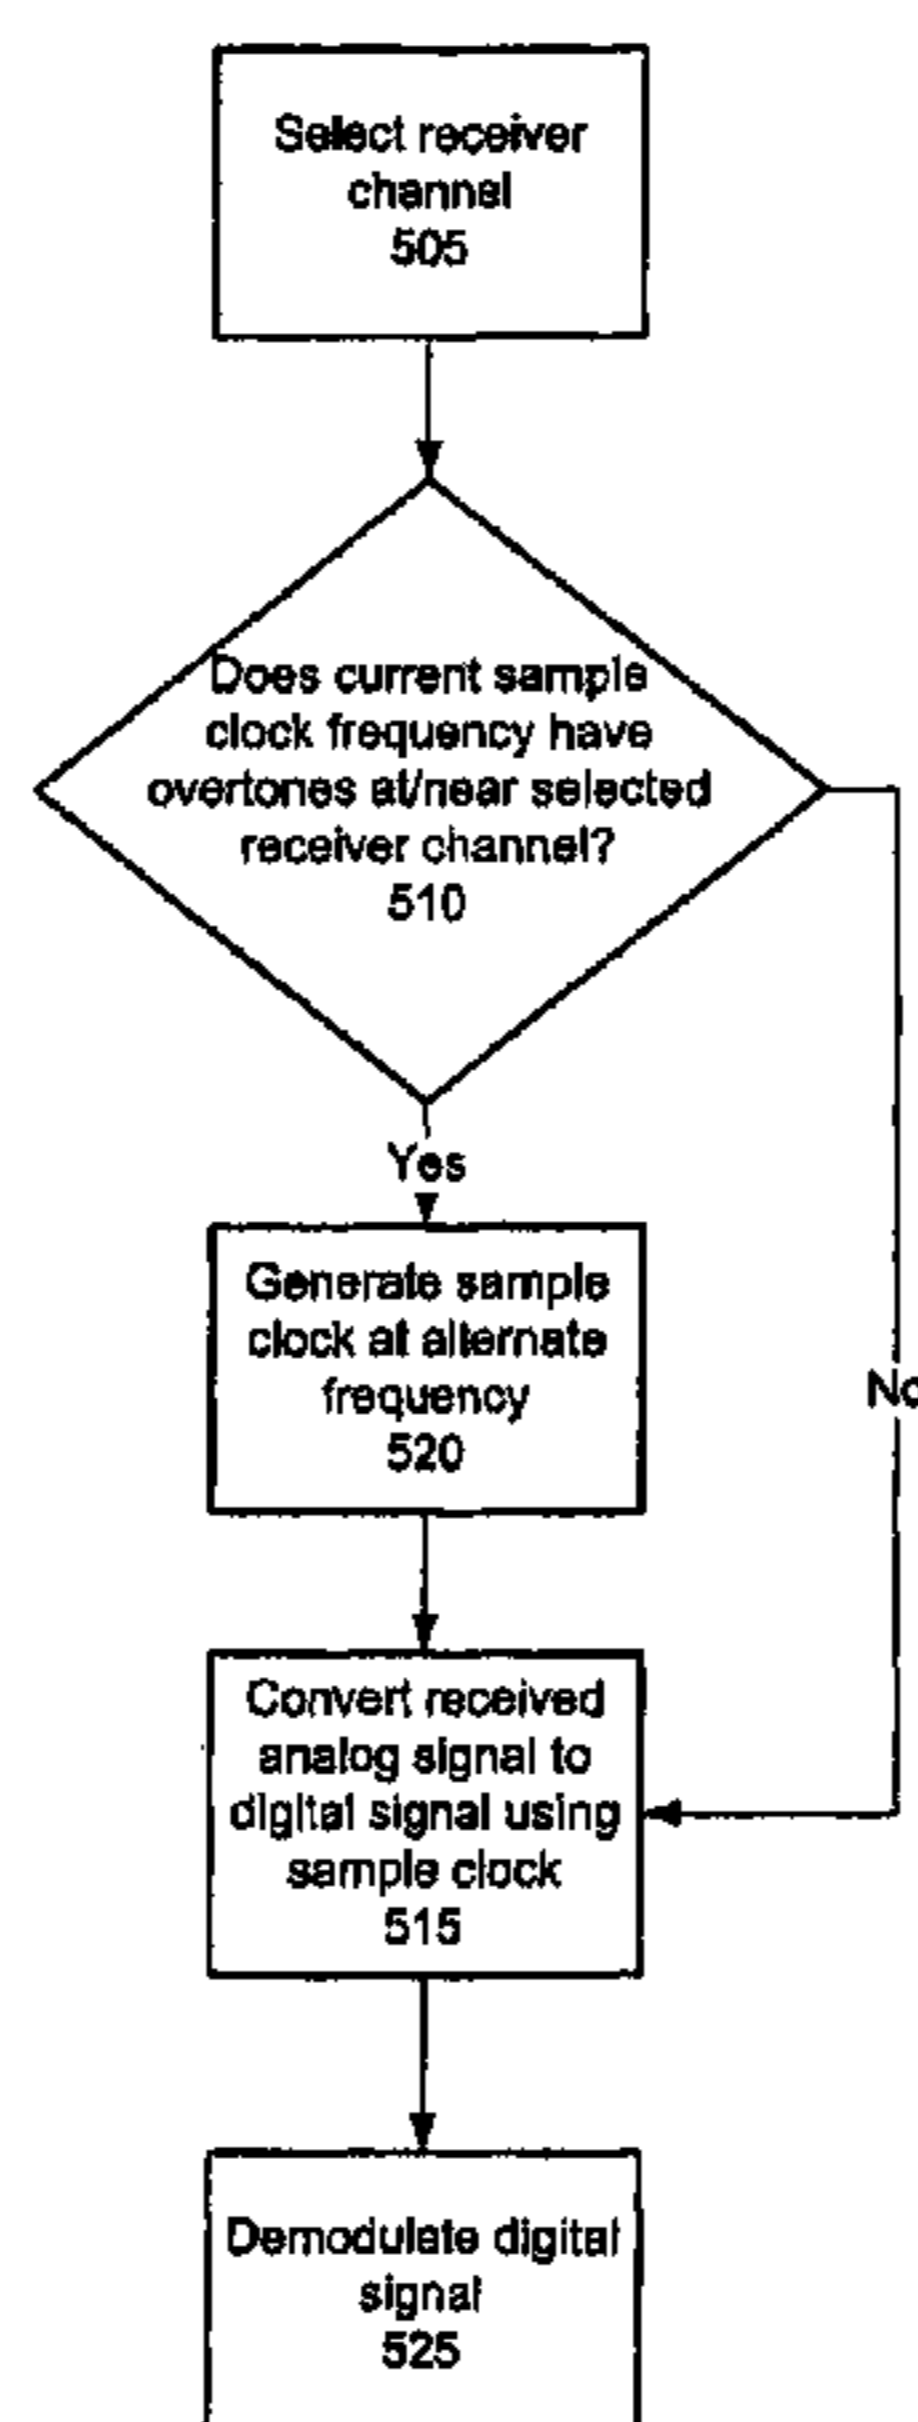 Select receiver
channel
505
Does current sample
clock frequency have
overtones at/near selected
receiver channel?
510
Yes
Generate sample
clock at alternate
frequency
520
No
Convert received
analog signal to
digital signal using
sample clock
515
Demodulate digital
signal
525